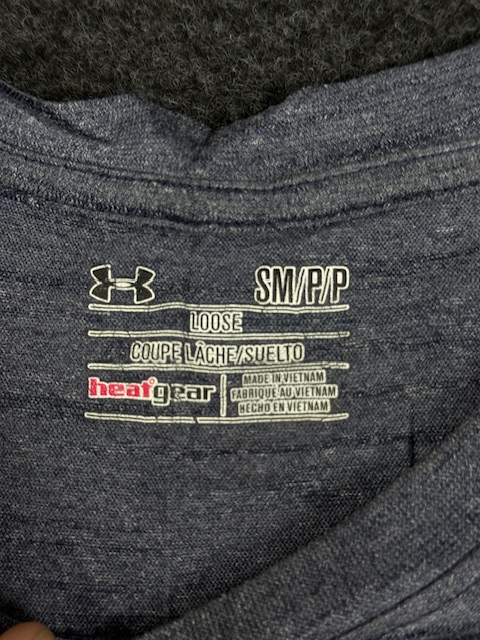 SM/P/P
LOOSE
COUPE LÂCHE/SUELTO
heatgear
MADE IN VIETNAM
FABRIQUÉ AU VIETNAM
HECHO EN VIETNAM